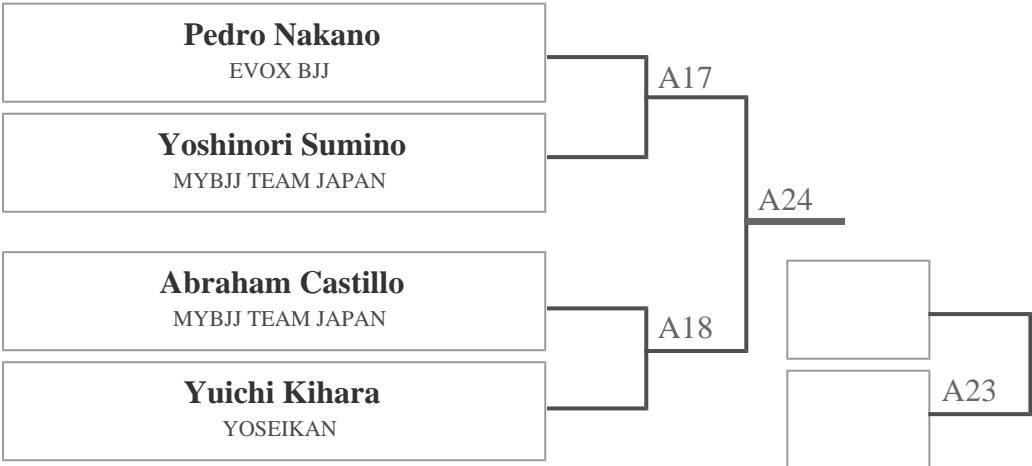 Pedro Nakano
EVOX BJJ
A17
Yoshinori Sumino
MYBJJ TEAM JAPAN
A24
Abraham Castillo
MYBJJ TEAM JAPAN
A18
Yuichi Kihara
YOSEIKAN
A23